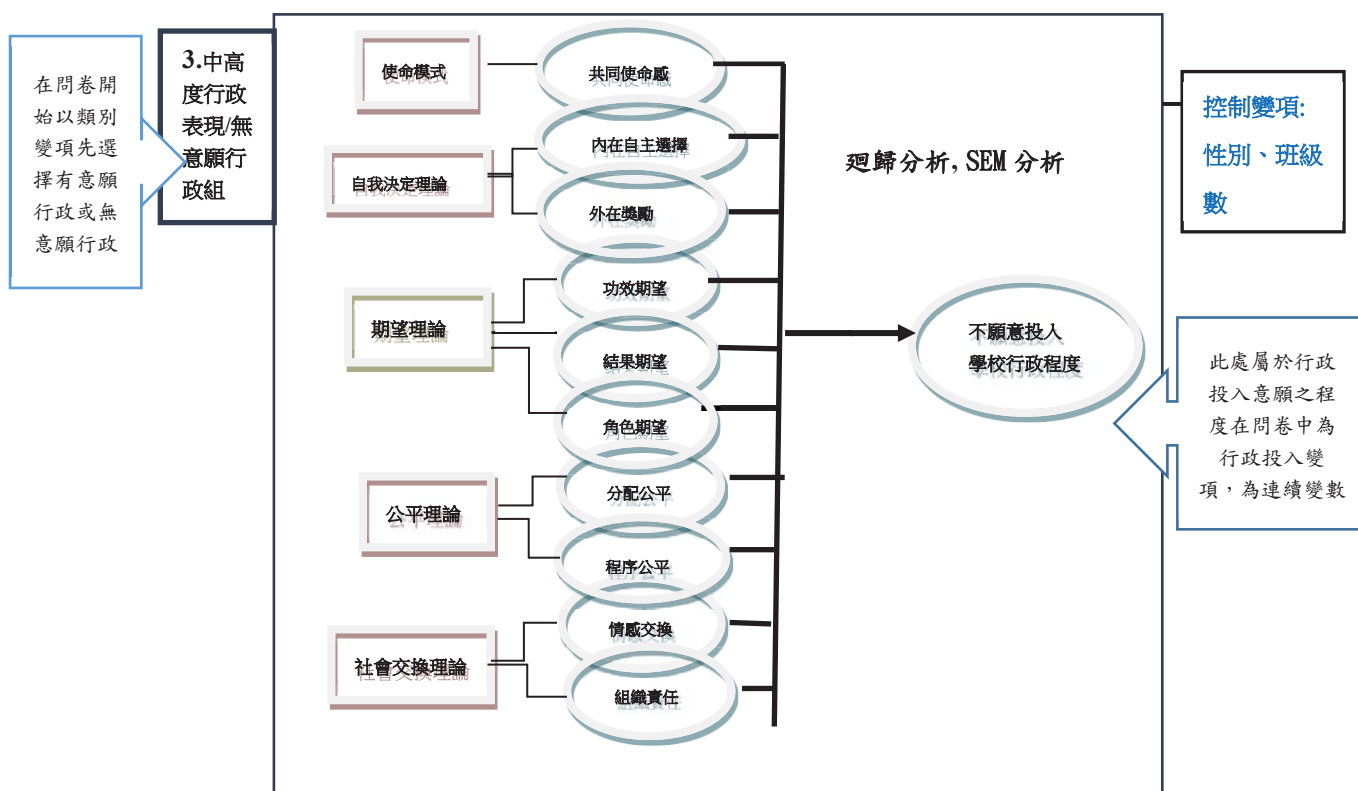 在問卷開
始以類別
變項先選
擇有意願
行政或無
意願行政
3.中高
度行政
表現/無
意願行
政組
使命模式
共同使命感
自我決定理論
內在自主選擇
外在獎勵
期望理論
功效期望
結果期望
角色期望
公平理論
分配公平
程序公平
社會交換理論
情感交換
組織責任
廻歸分析, SEM 分析
不願意投入
學校行政程度
控制變項:
性別、班級
數
此處屬於行政
投入意願之程
度在問卷中為
行政投入變
項，為連續變數